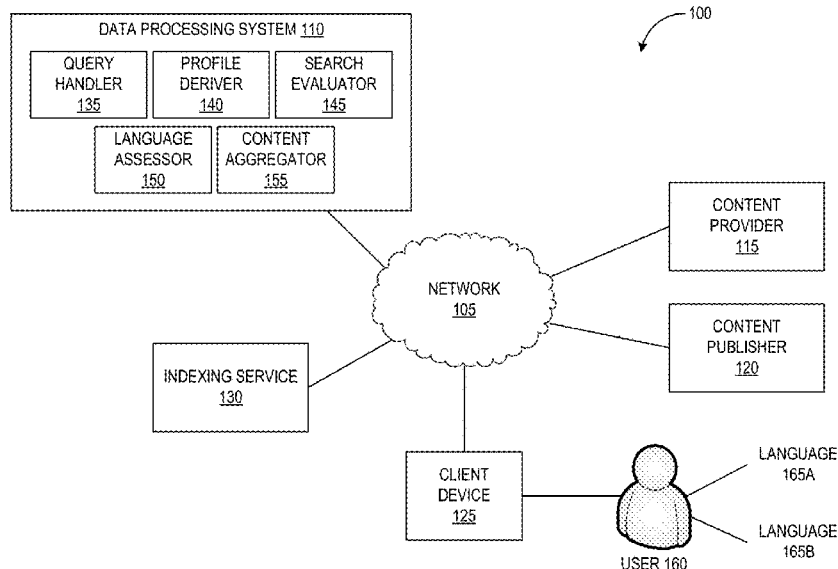 100
DATA PROCESSING SYSTEM 110
QUERY
HANDLER
135
PROFILE
DERIVER
140
SEARCH
EVALUATOR
145
LANGUAGE
ASSESSOR
150
CONTENT
AGGREGATOR
155
CONTENT
PROVIDER
115
NETWORK
105
CONTENT
PUBLISHER
120
INDEXING SERVICE
130
CLIENT
DEVICE
125
USER 160
LANGUAGE
165A
LANGUAGE
165B